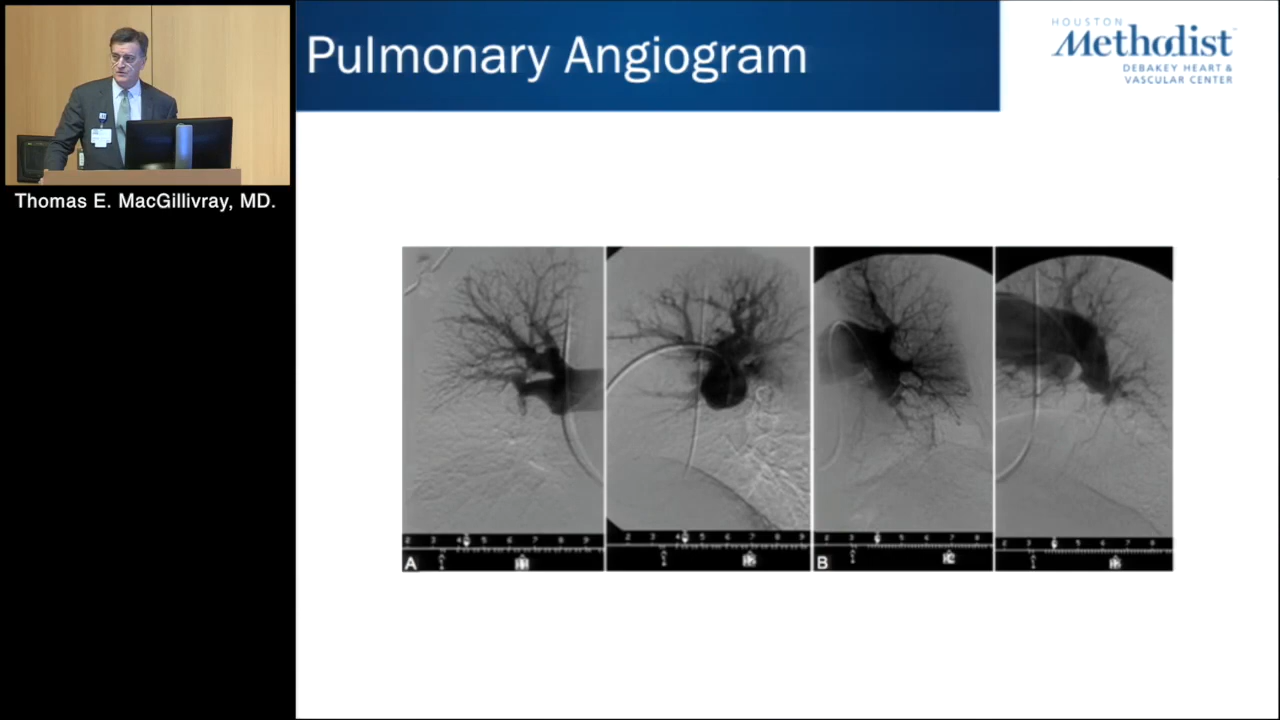 Pulmonary Angiogram
HOUSTON
Methodist
DEBAKEY HEART &
VASCULAR CENTER
Thomas E. MacGillivray, MD.
A
B